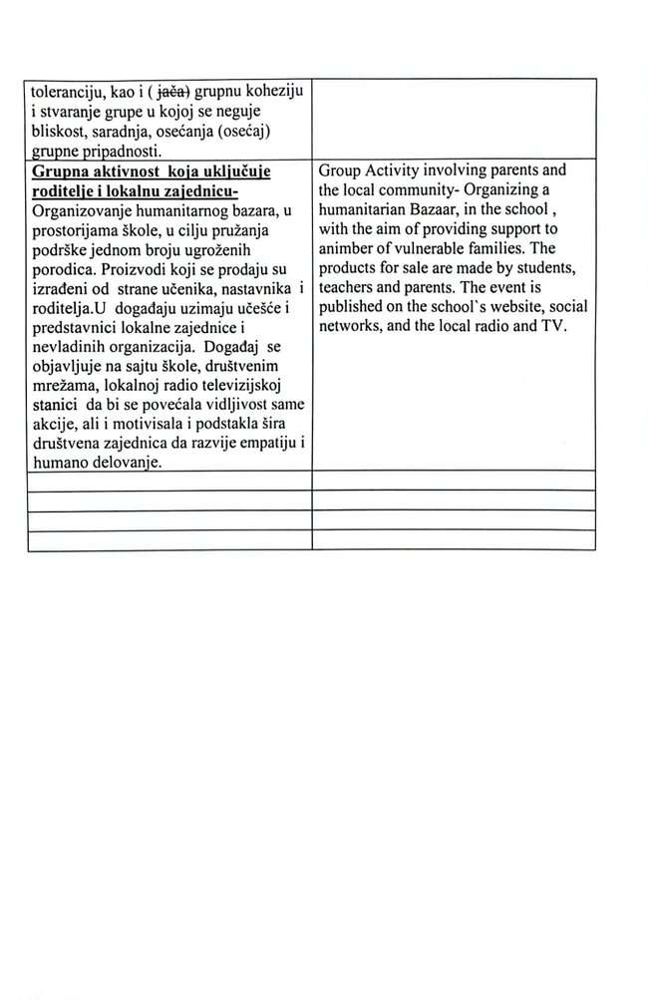 toleranciju, kao i ( jača) grupnu koheziju
i stvaranje grupe u kojoj se neguje
bliskost, saradnja, osećanja (osećaj)
grupne pripadnosti.
Grupna aktivnost  koja uključuje
roditelje i lokalnu zajednicu-
Organizovanje humanitarnog bazara, u
prostorijama škole, u cilju pružanja
podrške jednom broju ugroženih
porodica. Proizvodi koji se prodaju su
izrađeni od  strane učenika, nastavnika  i
roditelja.U  događaju uzimaju učešće i
predstavnici lokalne zajednice i
nevladinih organizacija.  Događaj  se
objavljuje na sajtu škole, društvenim
mrežama, lokalnoj radio televizijskoj
stanici  da bi se povećala vidljivost same
akcije, ali i motivisala i podstakla šira
društvena zajednica da razvije empatiju i
humano delovanje.
Group Activity involving parents and
the local community- Organizing a
humanitarian Bazaar, in the school ,
with the aim of providing support to
animber of vulnerable families. The
products for sale are made by students,
teachers and parents. The event is
published on the school`s website, social
networks, and the local radio and TV.